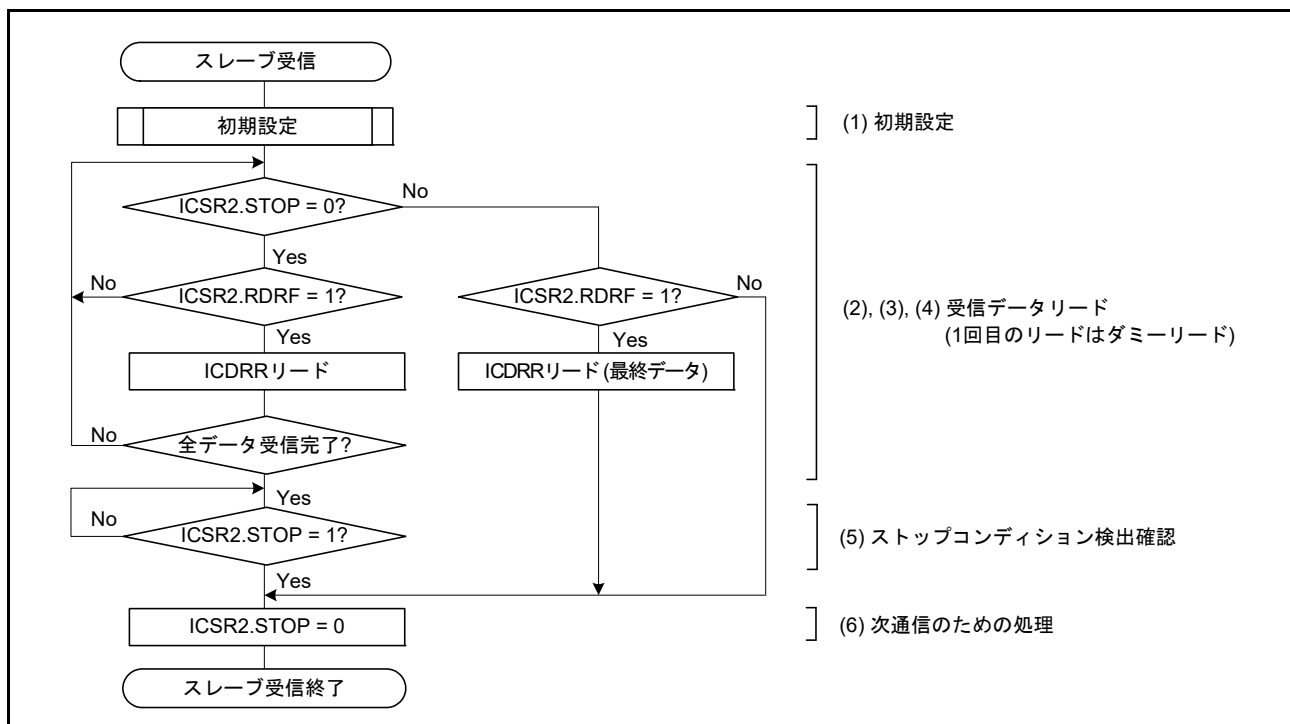 スレーブ受信
初期設定
(1) 初期設定
ICSR2.STOP = 0?
No
Yes
No
ICSR2.RDRF = 1?
ICSR2.RDRF = 1?
No
Yes
Yes
(2), (3), (4) 受信データリード
(1回目のリードはダミーリード)
ICDRRリード
ICDRRリード (最終データ)
No
全データ受信完了?
Yes
No
ICSR2.STOP = 1?
(5) ストップコンディション検出確認
Yes
ICSR2.STOP = 0
(6) 次通信のための処理
スレーブ受信終了